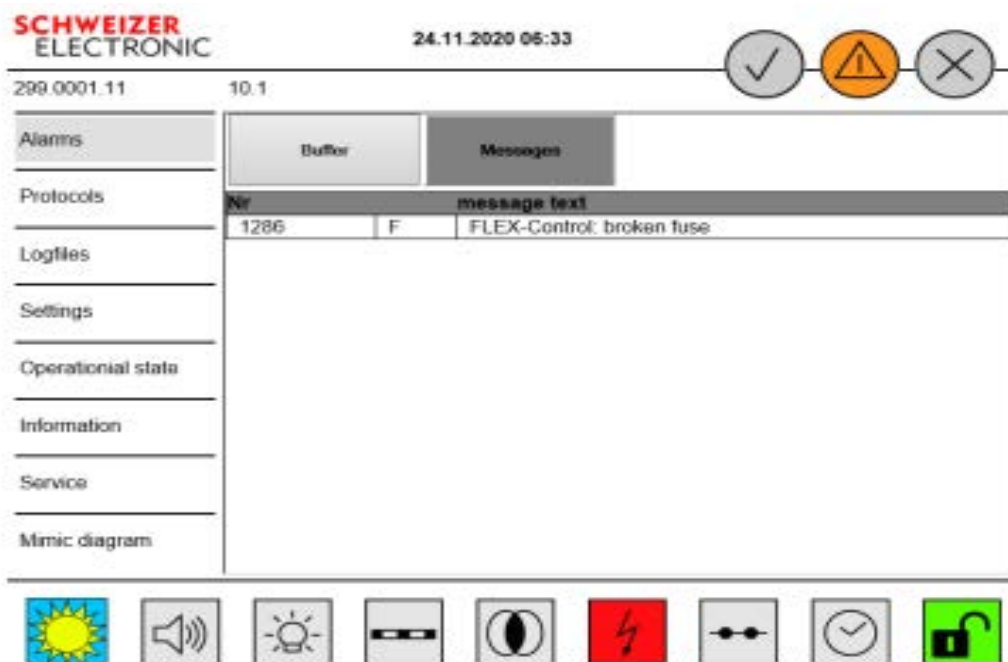 SCHWEIZER
ELECTRONIC
24.11.2020 06:33
299.0001.11 10.1
Alarms
Protocols
Logfiles
Settings
Operationial state
Information
Service
Mimic diagram
Buffer Messages
Nr message text
1286 F FLEX-Control: broken fuse